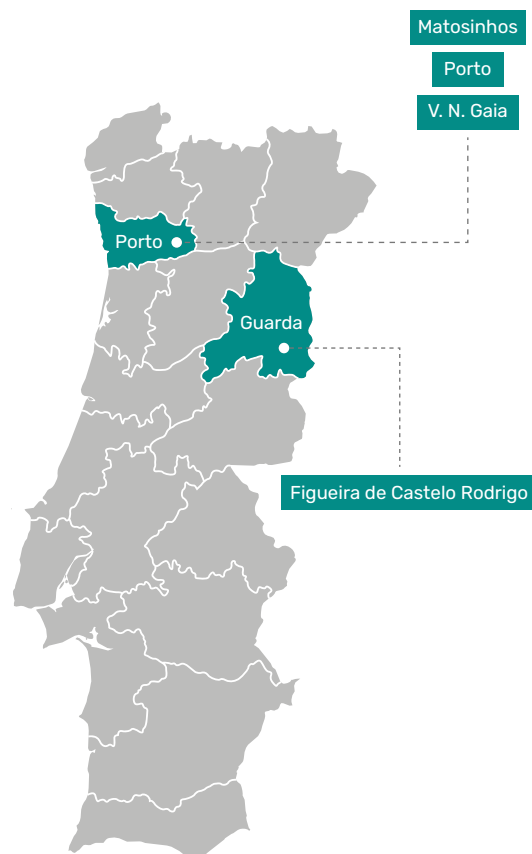 Matosinhos
Porto
V. N. Gaia
Porto
Guarda
Figueira de Castelo Rodrigo